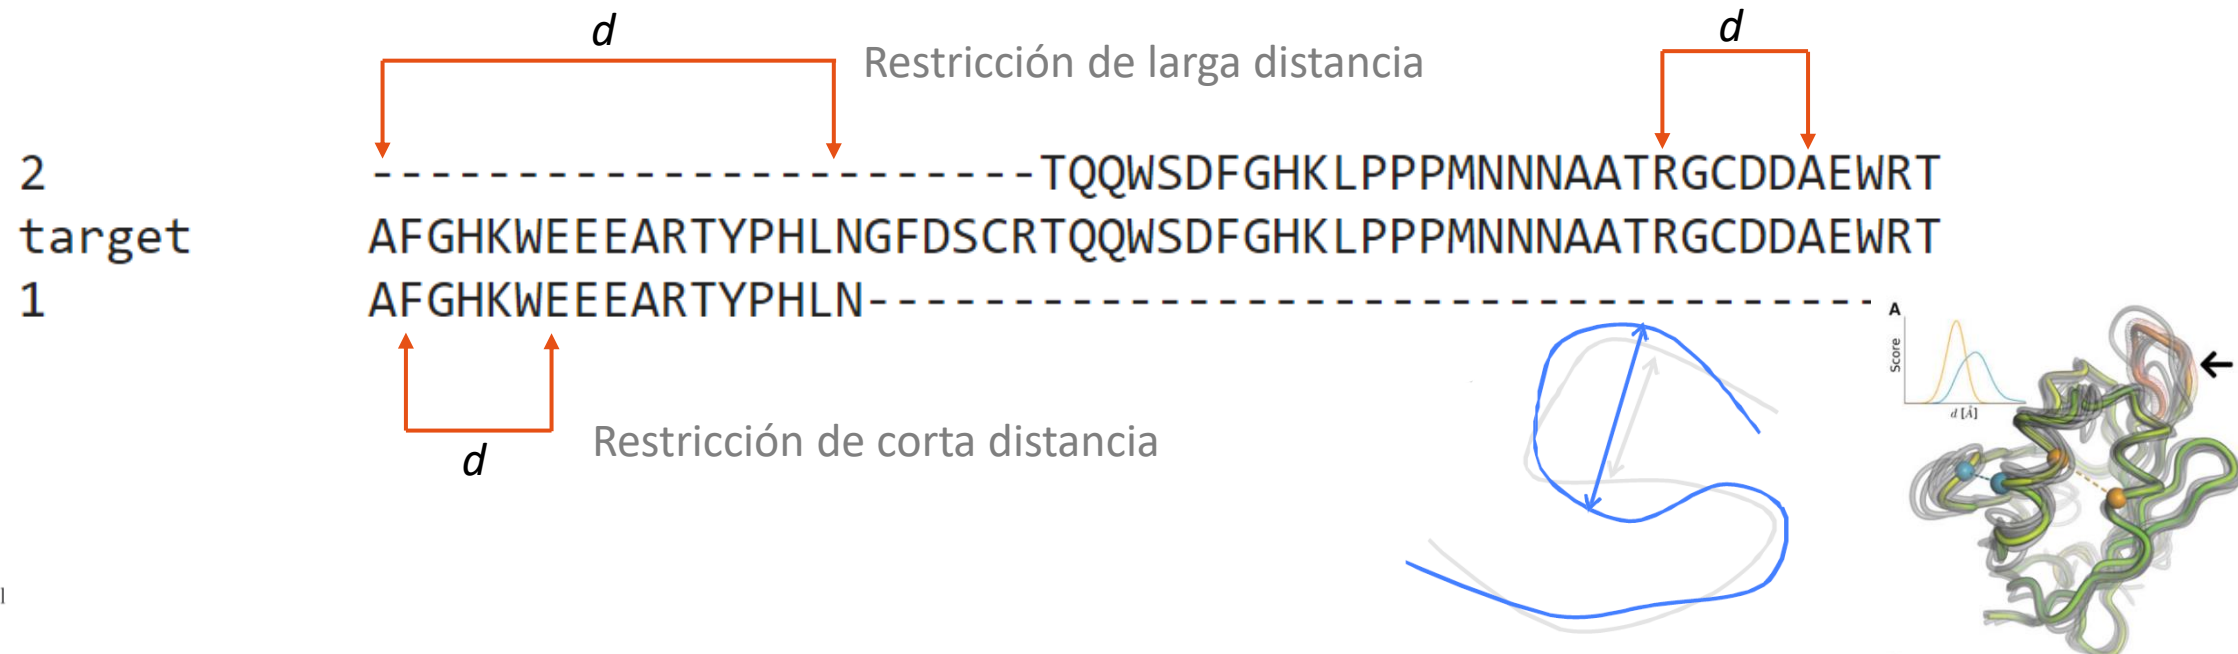 d
d
Restricción de larga distancia
2 -----------------------TQQWSDFGHKLPPPMNNNAATRGCDDAEWRT
target AFGHKWEEEARTYPHLNGFDSCRTQQWSDFGHKLPPPMNNNAATRGCDDAEWRT
1 AFGHKWEEEARTYPHLN-----------------------------------
d
Restricción de corta distancia
A
Score
d [Å]
l